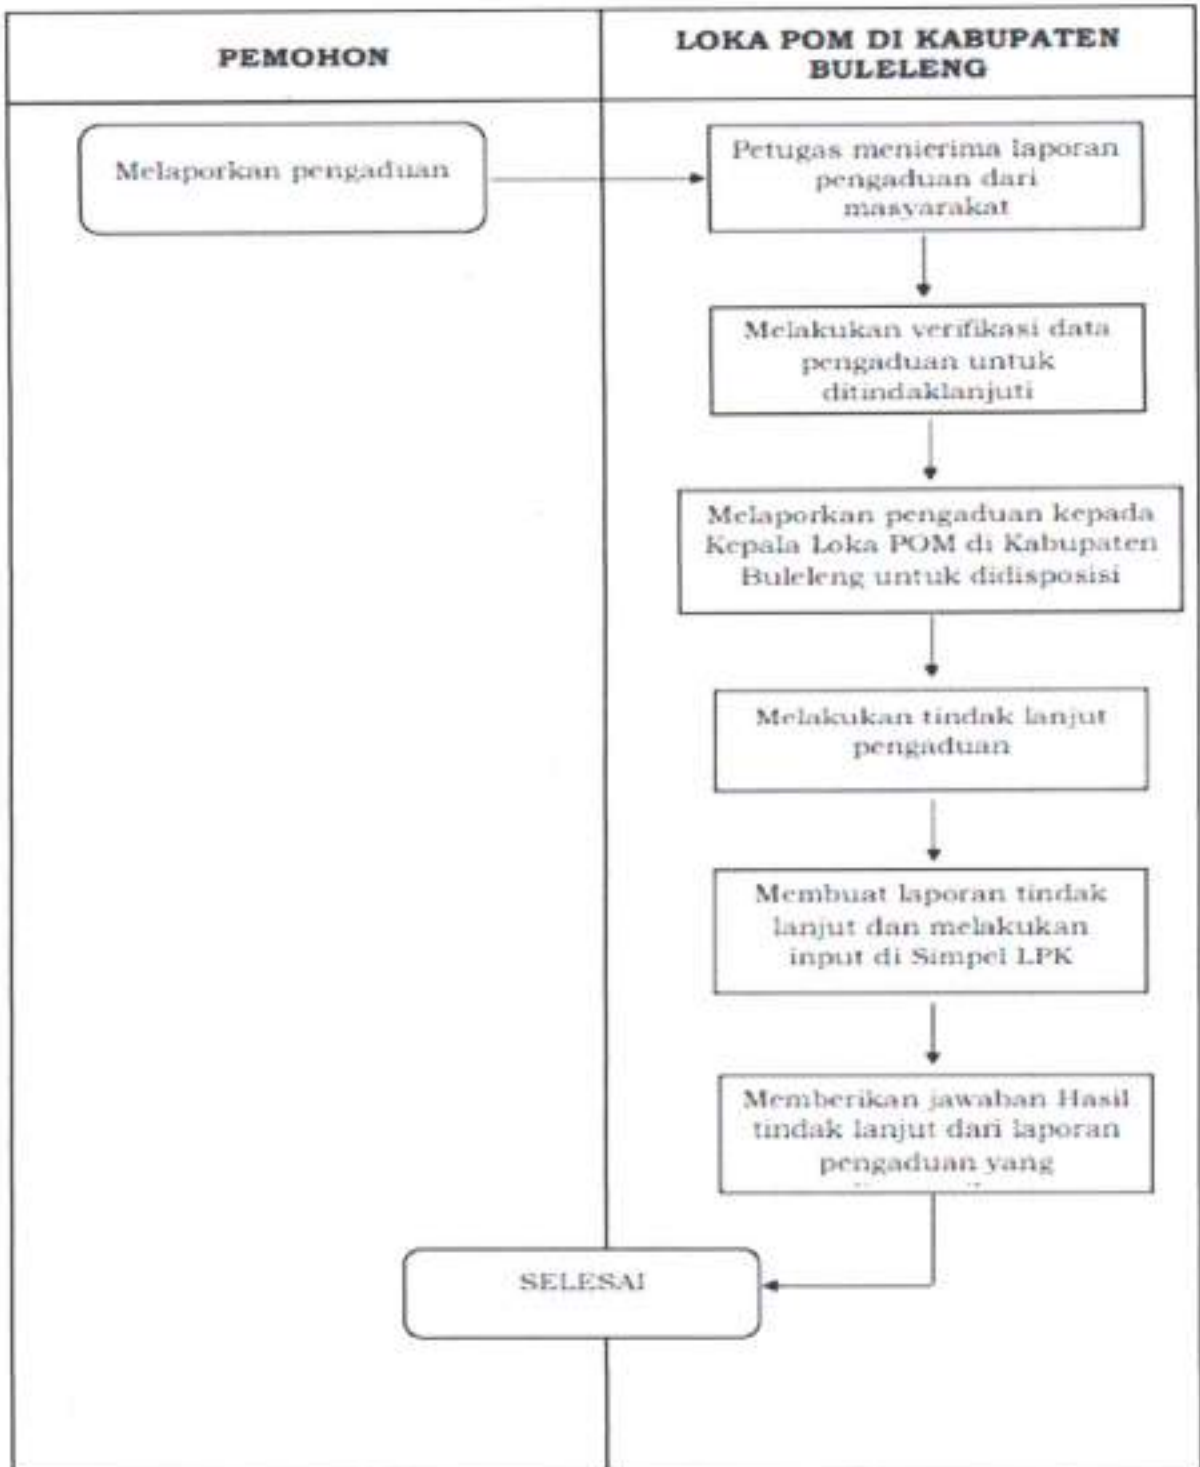 PEMOHON
LOKA POM DI KABUPATEN
BULELENG
Melaporkan pengaduan
Petugas menierima laporan
pengaduan dari
masyarakat
Melakukan verifikasi data
pengaduan untuk
ditindaklanjuti
Melaporkan pengaduan kepada
Kepala Loka POM di Kabupaten
Buleleng untuk didisposisi
Melakukan tindak lanjut
pengaduan
Membuat laporan tindak
lanjut dan melakukan
input di Simpel LPK
Memberikan jawaban Hasil
tindak lanjut dari laporan
pengaduan yang
SELESAI